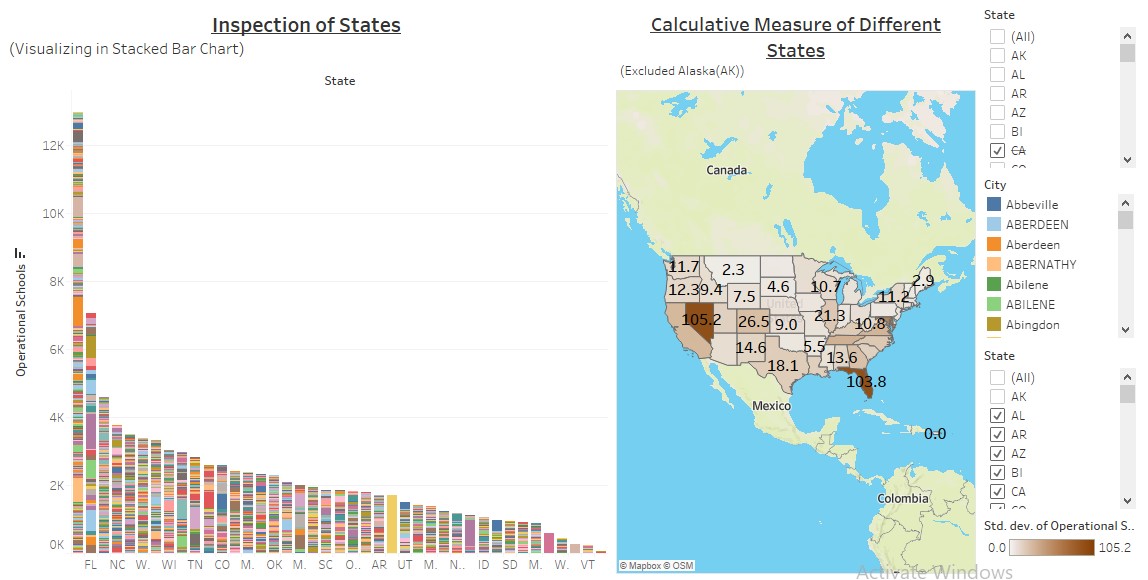 Inspection of States
(Visualizing in Stacked Bar Chart)
State
Operational Schools
12K
10K
8K
6K
4K
2K
0K
FL NC W. WI TN CO M. OK M. SC O.. AR UT M. N.. ID SD M. W. VT
Calculative Measure of Different
States
(Excluded Alaska(AK))
Canada
United
Mexico
Colombia
11.7 2.3
12.3 9.4 7.5 4.6 10.7 11.2 2.9
105.2 26.5 9.0 21.3 10.8
14.6 18.1 5.5 13.6
103.8
0.0
© Mapbox © OSM
State
(All)
AK
AL
AR
AZ
BI
CA
City
Abbeville
ABERDEEN
Aberdeen
ABERNATHY
Abilene
ABILENE
Abingdon
State
(All)
AK
AL
AR
AZ
BI
CA
Std. dev. of Operational S..
0.0 105.2
Activate Windows